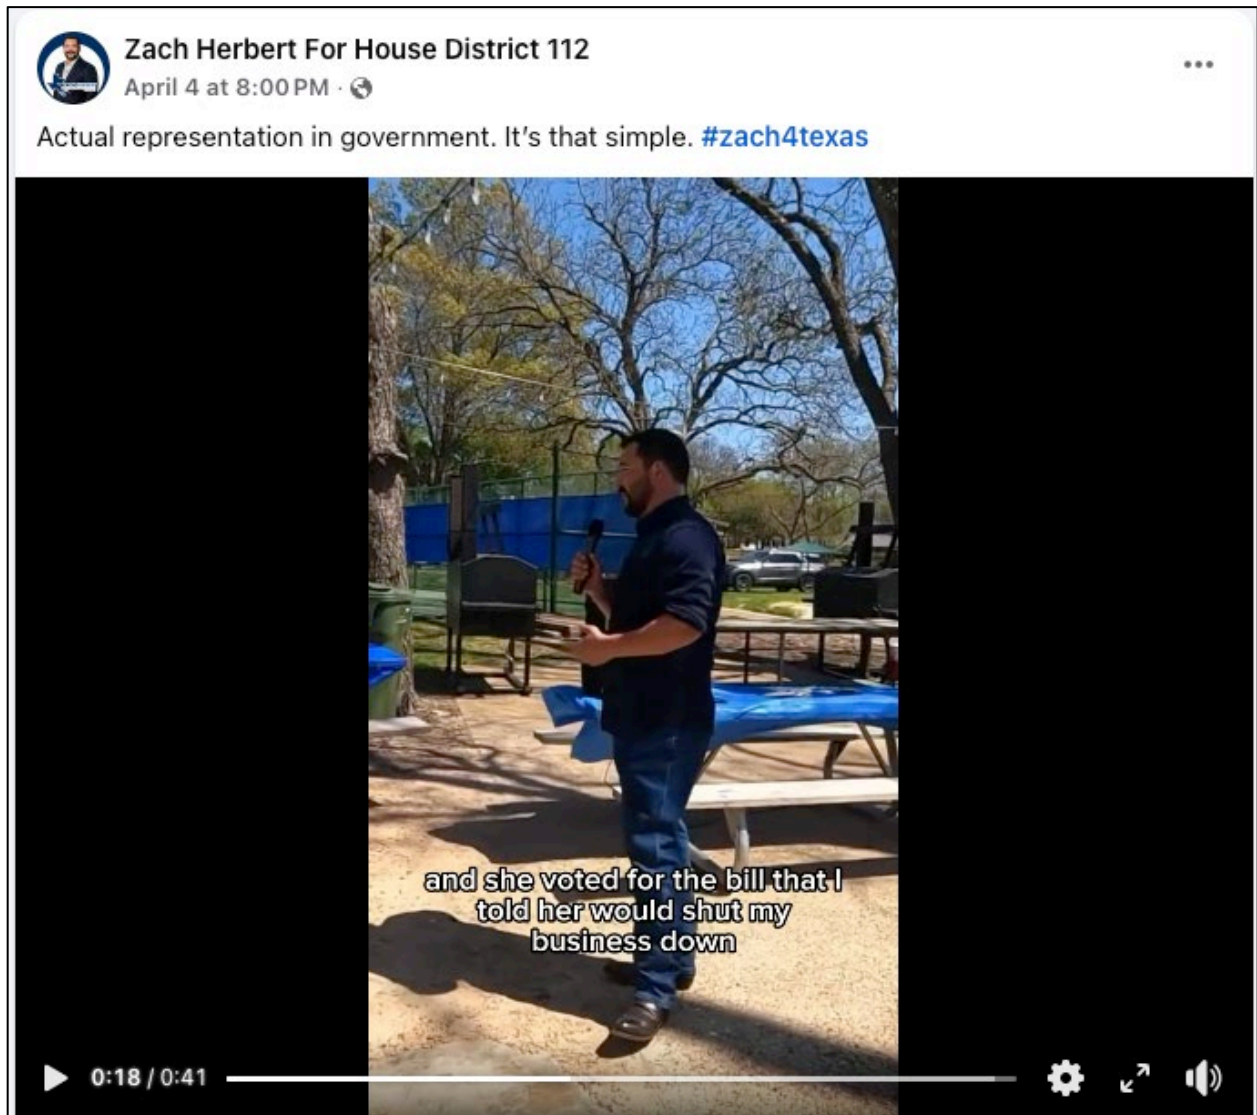 Zach Herbert For House District 112
April 4 at 8:00 PM ·
Actual representation in government. It's that simple. #zach4texas
and she voted for the bill that I
told her would shut my
business down
0:18 / 0:41